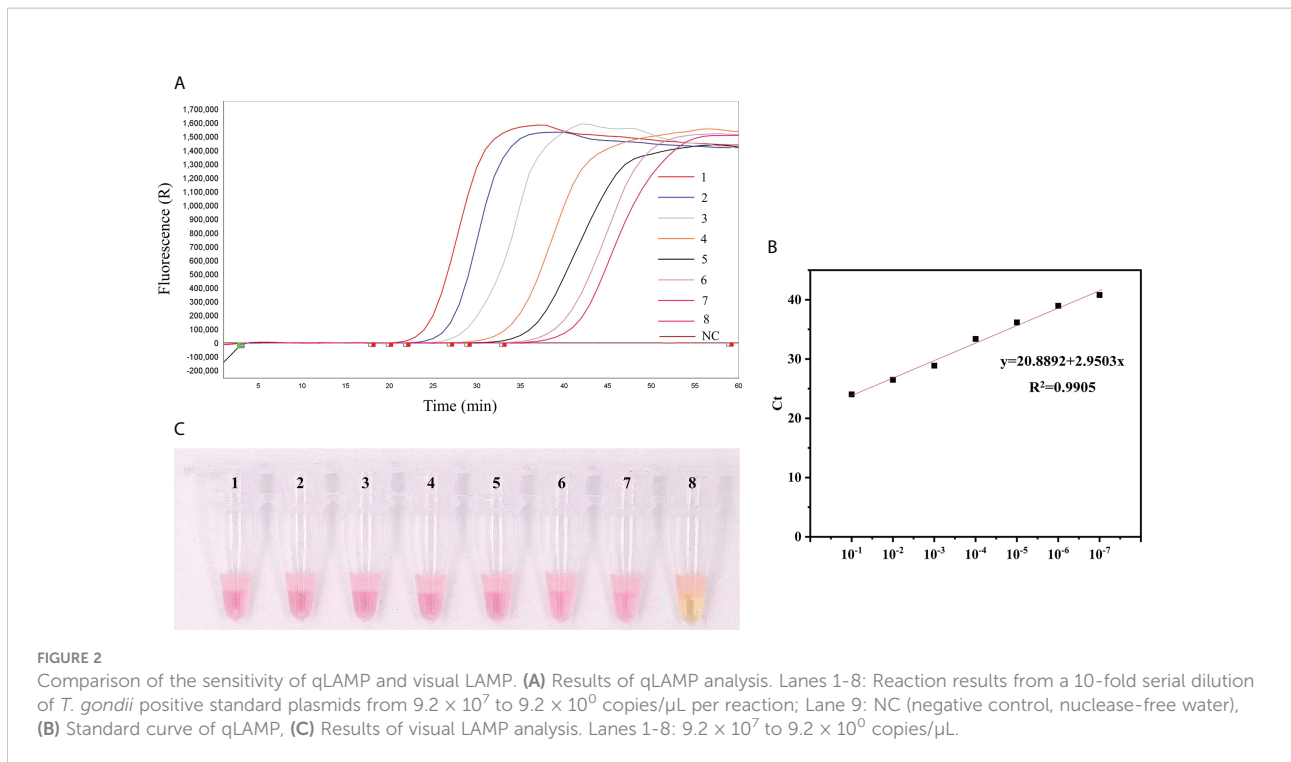 A
1,700,000
1,600,000
1,500,000
1,400,000
1,300,000
1,200,000
1,100,000
1,000,000
900,000
800,000
700,000
600,000
500,000
400,000
300,000
200,000
100,000
0
-100,000
-200,000
Fluorescence (R)
5 10 15 20 25 30 35 40 45 50 55 60
Time (min)
1
2
3
4
5
6
7
8
NC
B
40
30
20
10
0
Ct
y=20.8892+2.9503x
R²=0.9905
10⁻¹ 10⁻² 10⁻³ 10⁻⁴ 10⁻⁵ 10⁻⁶ 10⁻⁷
C
1 2 3 4 5 6 7 8
FIGURE 2
Comparison of the sensitivity of qLAMP and visual LAMP. (A) Results of qLAMP analysis. Lanes 1-8: Reaction results from a 10-fold serial dilution
of T. gondii positive standard plasmids from 9.2 × 10⁷ to 9.2 × 10⁰ copies/µL per reaction; Lane 9: NC (negative control, nuclease-free water),
(B) Standard curve of qLAMP, (C) Results of visual LAMP analysis. Lanes 1-8: 9.2 × 10⁷ to 9.2 × 10⁰ copies/µL.